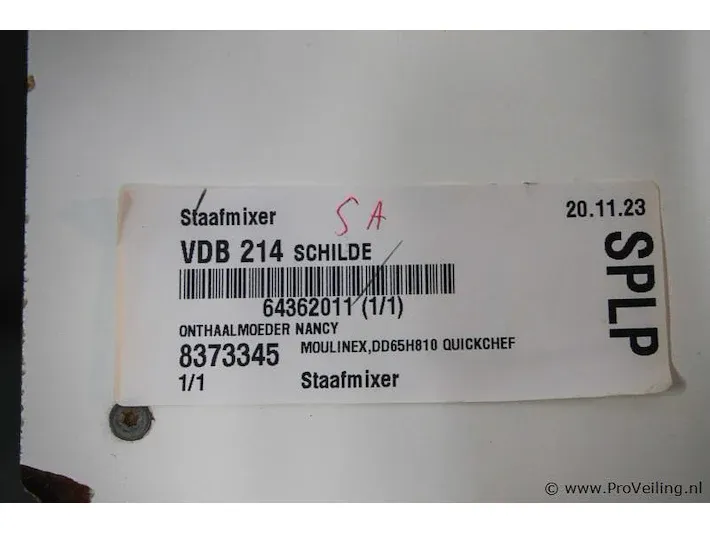 Staafmixer
SA
20.11.23
VDB 214 SCHILDE
SPLP
64362011 (1/1)
ONTHAALMOEDER NANCY
8373345 MOULINEX,DD65H810 QUICKCHEF
1/1 Staafmixer
© www.ProVeiling.nl